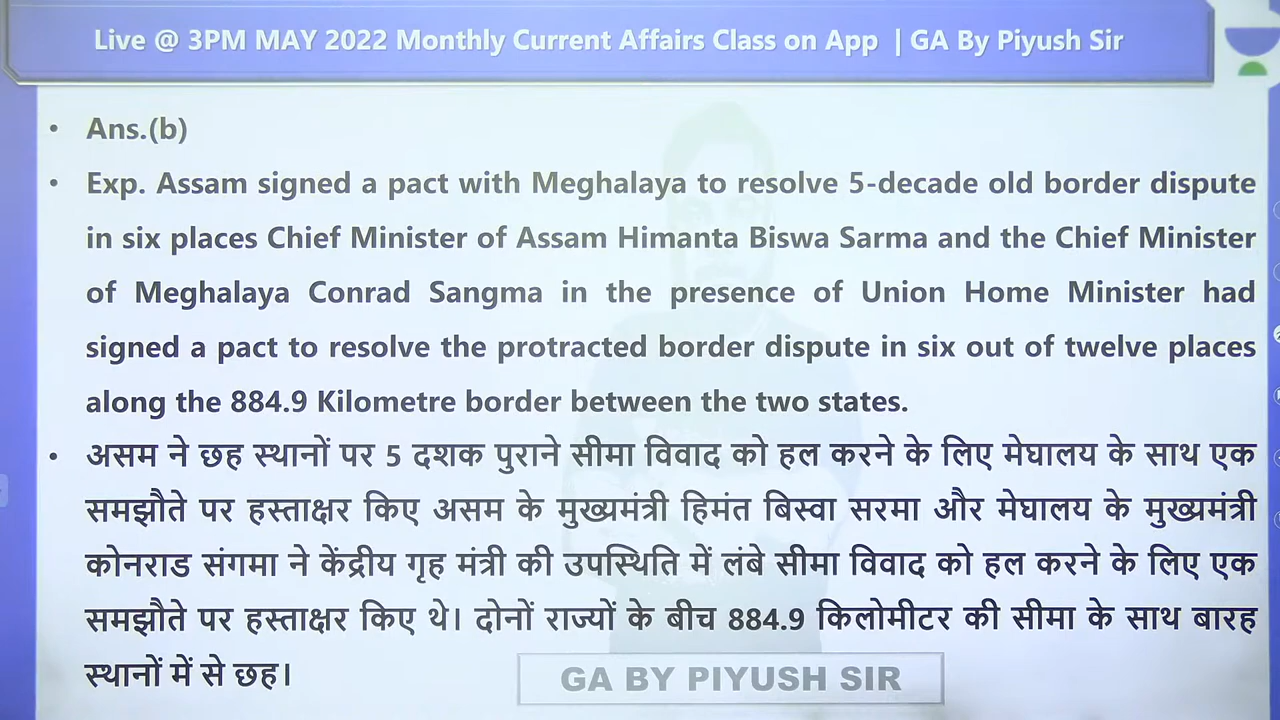 Live @ 3PM MAY 2022 Monthly Current Affairs Class on App | GA By Piyush Sir
• Ans.(b)
• Exp. Assam signed a pact with Meghalaya to resolve 5-decade old border dispute
in six places Chief Minister of Assam Himanta Biswa Sarma and the Chief Minister
of Meghalaya Conrad Sangma in the presence of Union Home Minister had
signed a pact to resolve the protracted border dispute in six out of twelve places
along the 884.9 Kilometre border between the two states.
• असम ने छह स्थानों पर 5 दशक पुराने सीमा विवाद को हल करने के लिए मेघालय के साथ एक
समझौते पर हस्ताक्षर किए असम के मुख्यमंत्री हिमंत बिस्वा सरमा और मेघालय के मुख्यमंत्री
कोनराड संगमा ने केंद्रीय गृह मंत्री की उपस्थिति में लंबे सीमा विवाद को हल करने के लिए एक
समझौते पर हस्ताक्षर किए थे। दोनों राज्यों के बीच 884.9 किलोमीटर की सीमा के साथ बारह
स्थानों में से छह।
GA BY PIYUSH SIR